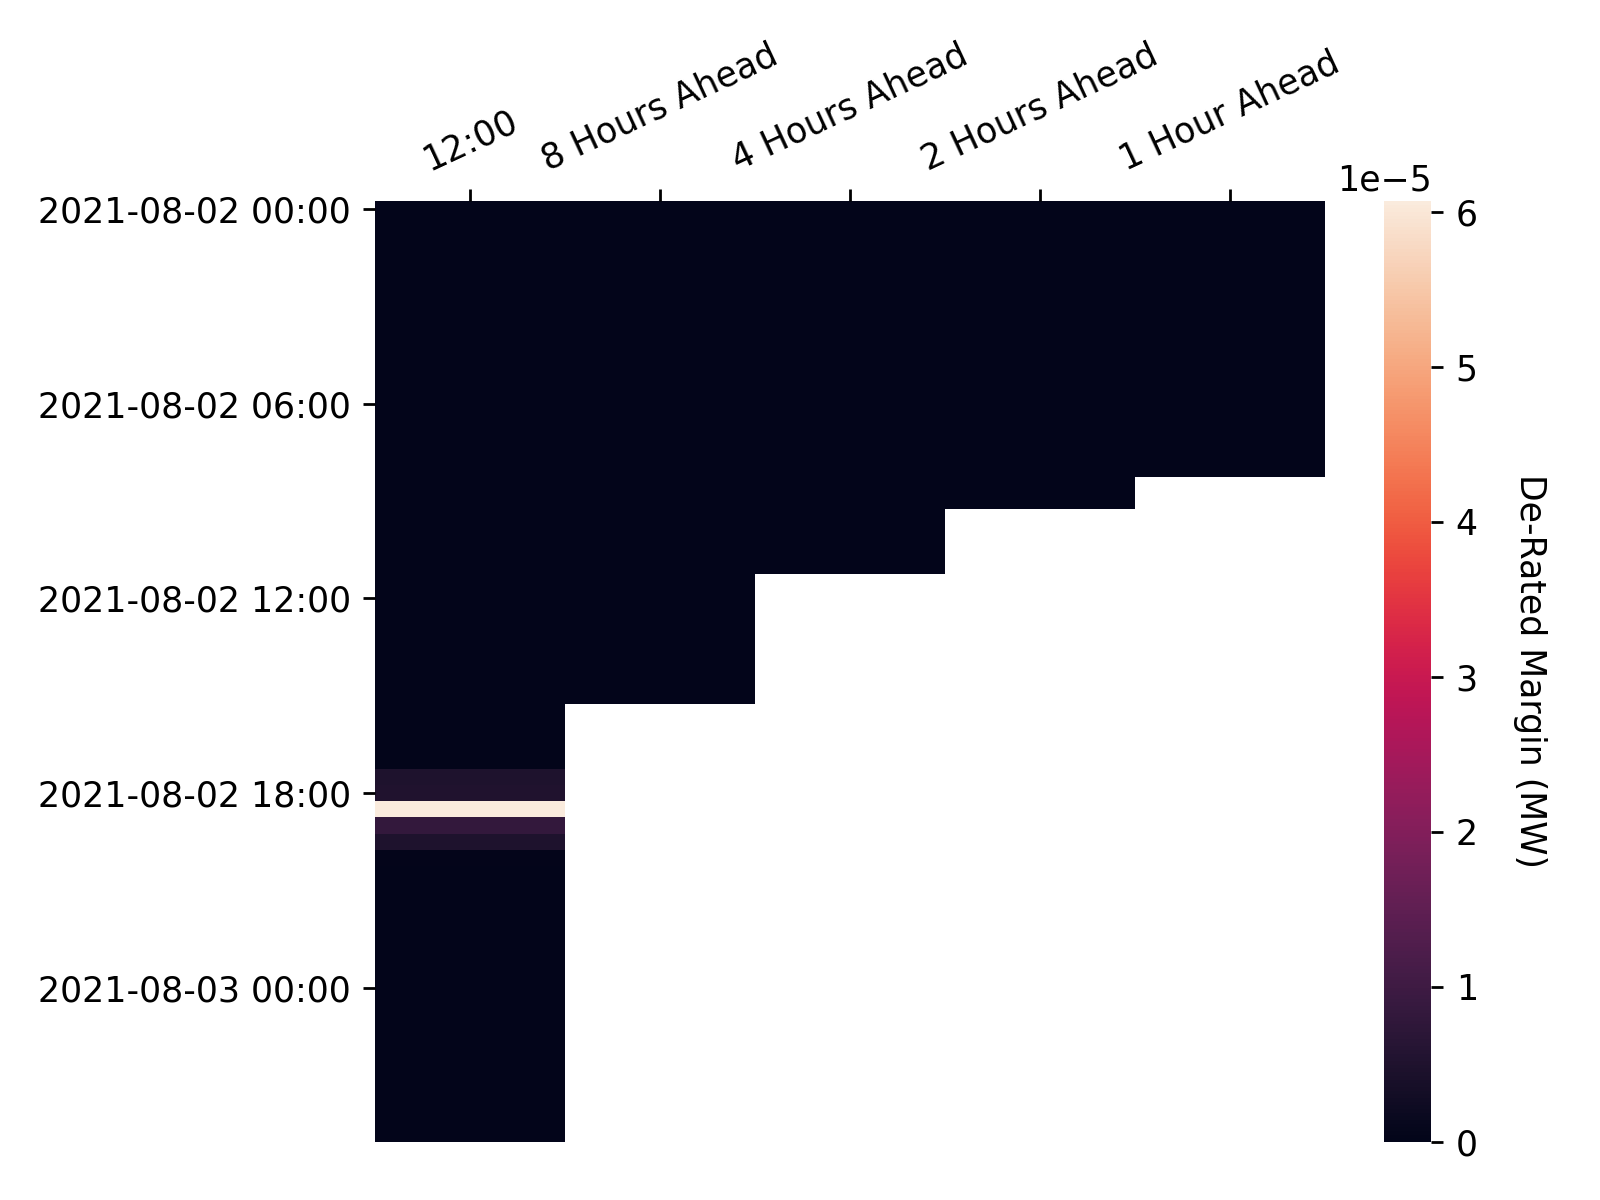 12:00
8 Hours Ahead
4 Hours Ahead
2 Hours Ahead
1 Hour Ahead
1e−5
2021-08-02 00:00
2021-08-02 06:00
2021-08-02 12:00
2021-08-02 18:00
2021-08-03 00:00
6
5
4
3
2
1
0
De-Rated Margin (MW)